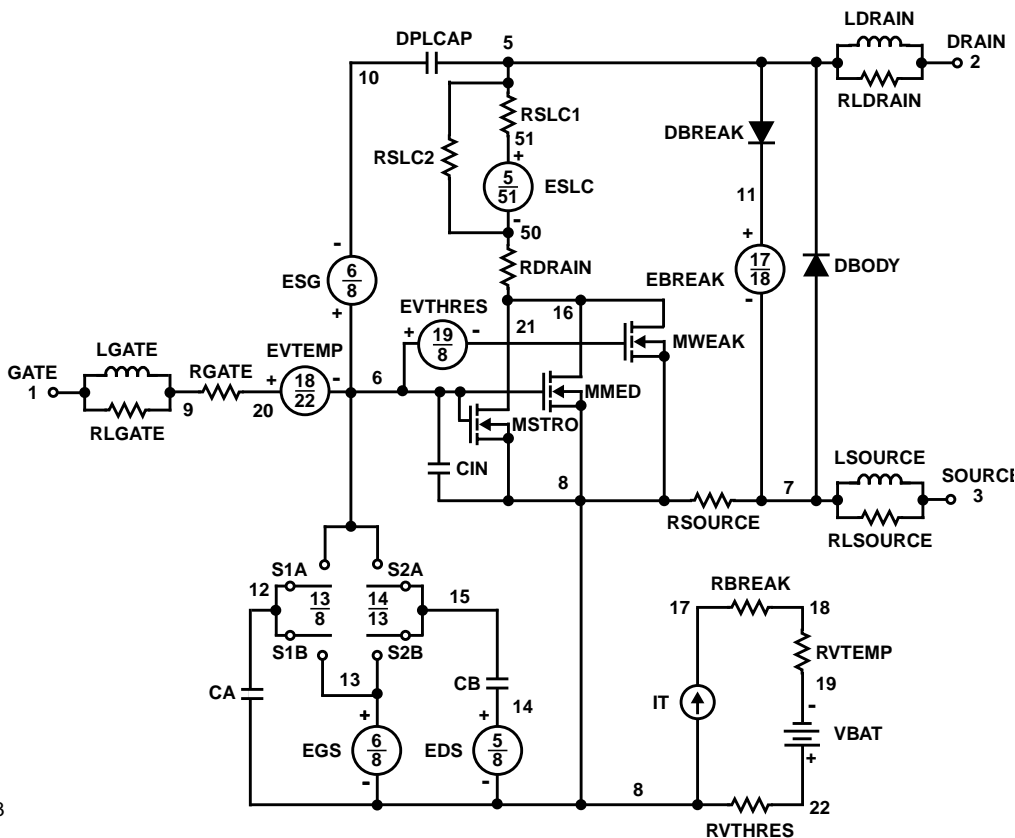 LDRAIN
DPLCAP 5 DRAIN
10 2
RLDRAIN
RSLC1
DBREAK
51
+
RSLC2
5
51
ESLC
11
-
50
-
+
RDRAIN
6
8
ESG
17
18
EBREAK
DBODY
+
EVTHRES
16
-
+ 19 - 21
8
MWEAK
LGATE
EVTEMP
GATE RGATE + 18 - 6
1 22 MMED
9 20
RLGATE
MSTRO
CIN
LSOURCE
8 7 SOURCE
3
RSOURCE
RLSOURCE
S1A S2A
12 13
8
14
13
15
RBREAK
17 18
S1B S2B
RVTEMP
13
CA CB
19
14
IT
-
+ +
VBAT
EGS 6
8
EDS 5
8
+
- -
8 22
RVTHRES
3